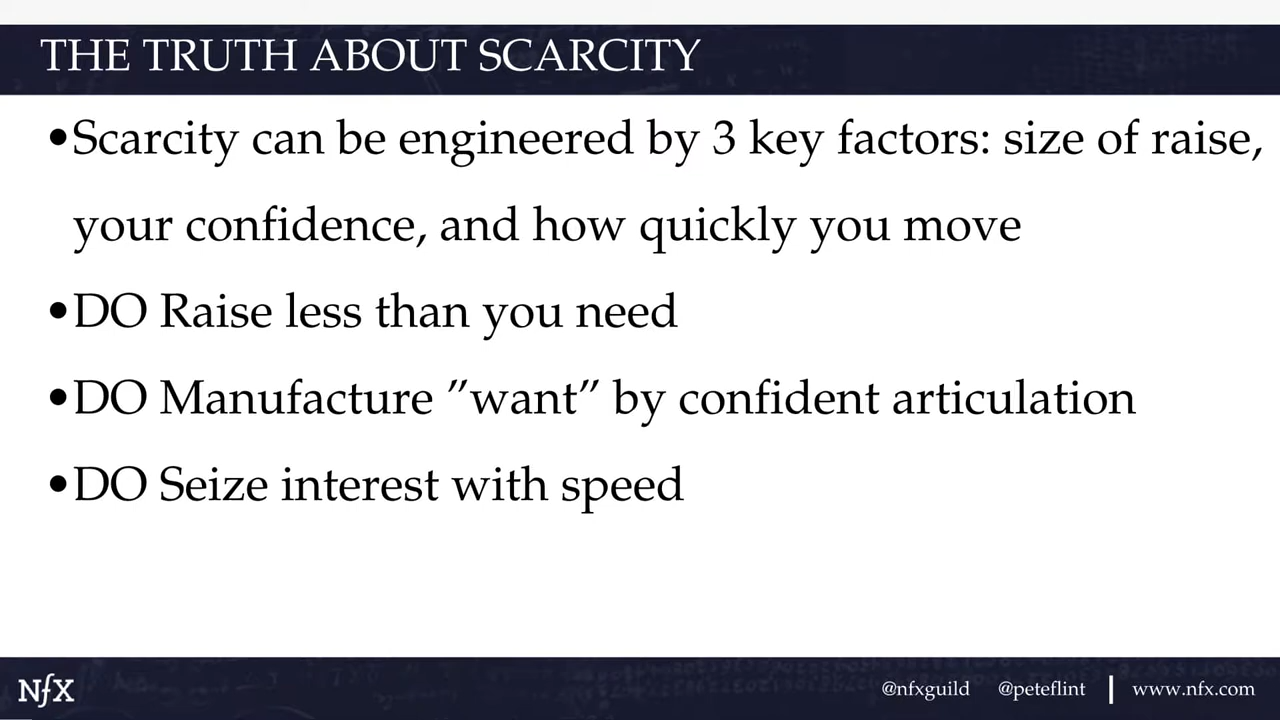 THE TRUTH ABOUT SCARCITY
•Scarcity can be engineered by 3 key factors: size of raise,
your confidence, and how quickly you move
•DO Raise less than you need
•DO Manufacture ”want” by confident articulation
•DO Seize interest with speed
NfX
@nfxguild @peteflint | www.nfx.com